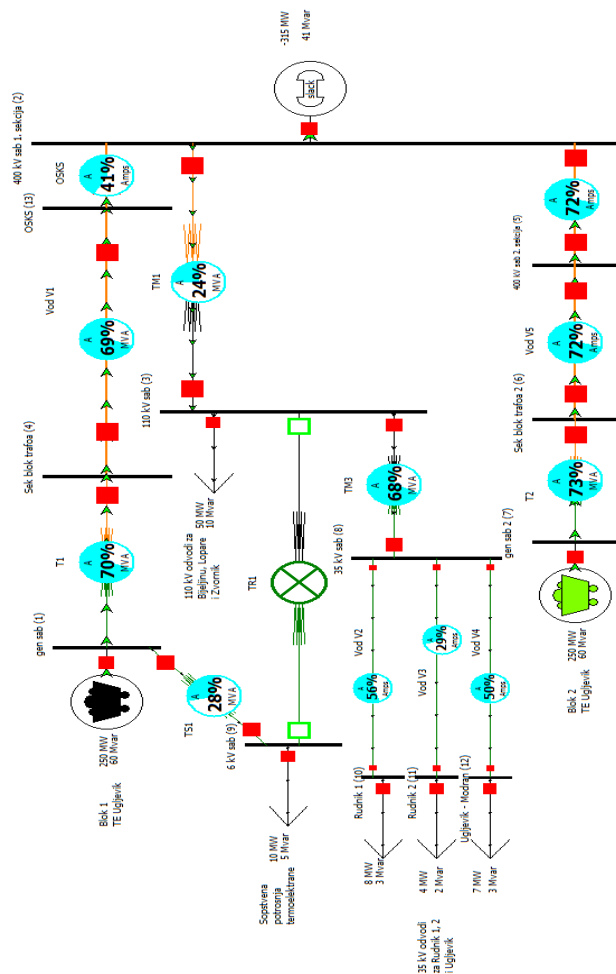 -315 MW
41 Mvar
slack
400 kV sab 1. sekcija (2)
OSKS
A
41%
Amps
OSKS (13)
Vod V1
A
69%
MVA
TM1
A
24%
MVA
A
72%
Amps
400 kV sab 2. sekcija (5)
Vod V5
A
72%
Amps
110 kV sab (3)
Sek blok trafoa (4)
Sek blok trafoa 2 (6)
110 kV odvodi za
Bijeljinu, Lopare
i Zvornik
50 MW
10 Mvar
TM3
A
68%
MVA
T2
A
73%
MVA
T1
A
70%
MVA
35 kV sab (8)
gen sab 2 (7)
TR1
gen sab (1)
Blok 1
TE Ugljevik
250 MW
60 Mvar
Blok 2
TE Ugljevik
250 MW
60 Mvar
TS1
A
28%
MVA
6 kV sab (9)
Vod V2
A
56%
Amps
Vod V3
A
29%
Amps
Vod V4
A
50%
Amps
Rudnik 1 (10)
Rudnik 2 (11)
Ugljevik - Modran (12)
Sopstvena
potrosnja
termoelektrane
10 MW
5 Mvar
8 MW
3 Mvar
4 MW
2 Mvar
7 MW
3 Mvar
35 kV odvodi
za Rudnik 1, 2
i Ugljevik